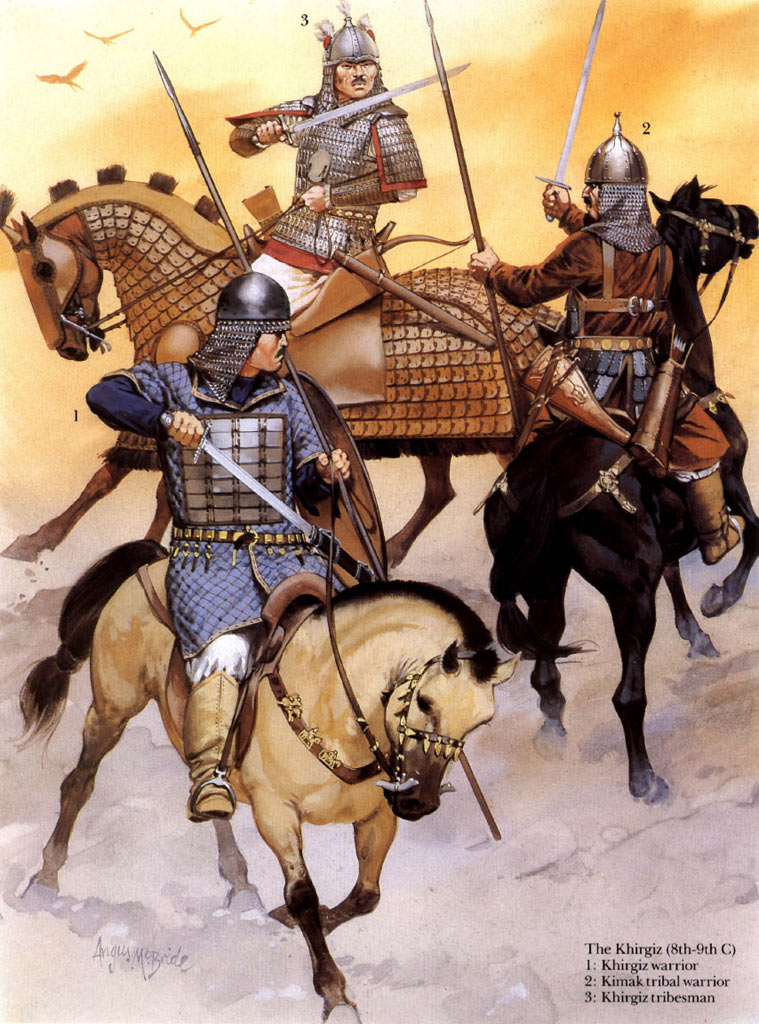 3
2
1
Angus McBride
The Khirgiz (8th-9th C)
1: Khirgiz warrior
2: Kimak tribal warrior
3: Khirgiz tribesman